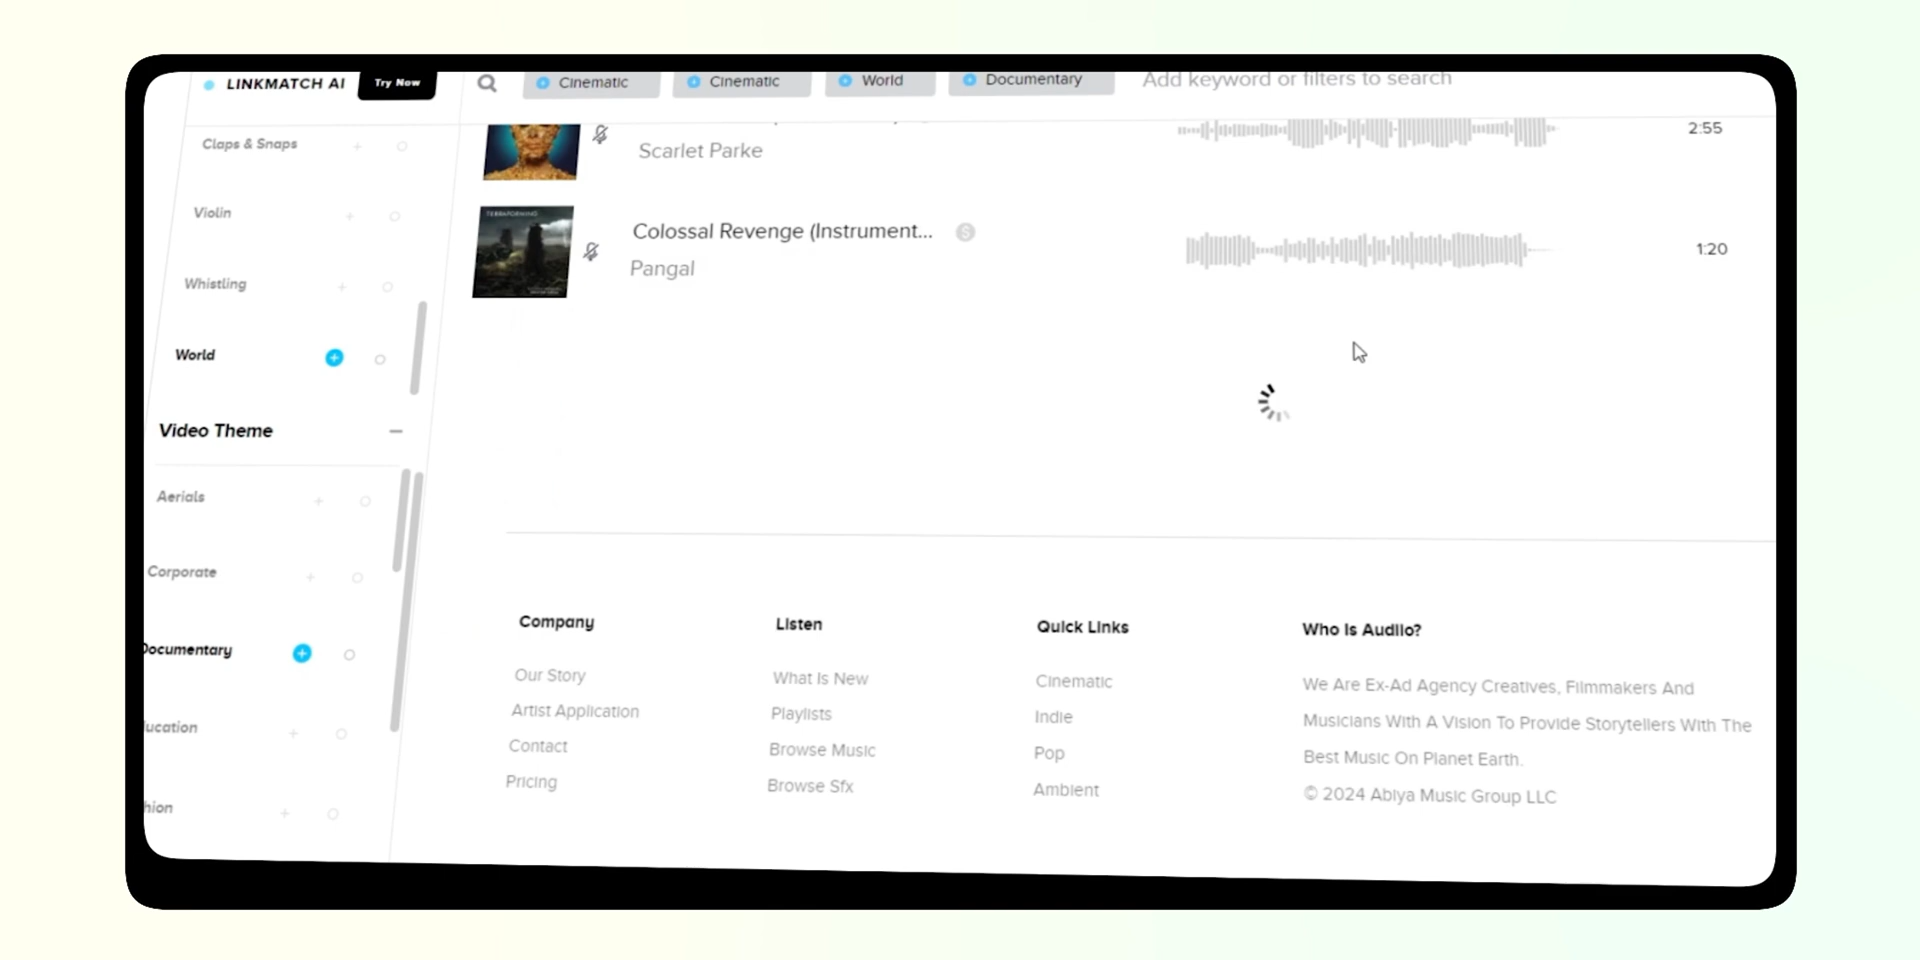 LINKMATCH AI
Try Now
Cinematic
Cinematic
World
Documentary
Add keyword or filters to search
Claps & Snaps
Violin
Whistling
World
Video Theme
Aerials
Corporate
Documentary
ucation
hion
Scarlet Parke
2:55
TERRAFORMING
Colossal Revenge (Instrument...
S
Pangal
1:20
Company
Our Story
Artist Application
Contact
Pricing
Listen
What Is New
Playlists
Browse Music
Browse Sfx
Quick Links
Cinematic
Indie
Pop
Ambient
Who Is Audiio?
We Are Ex-Ad Agency Creatives, Filmmakers And
Musicians With A Vision To Provide Storytellers With The
Best Music On Planet Earth.
© 2024 Abiya Music Group LLC